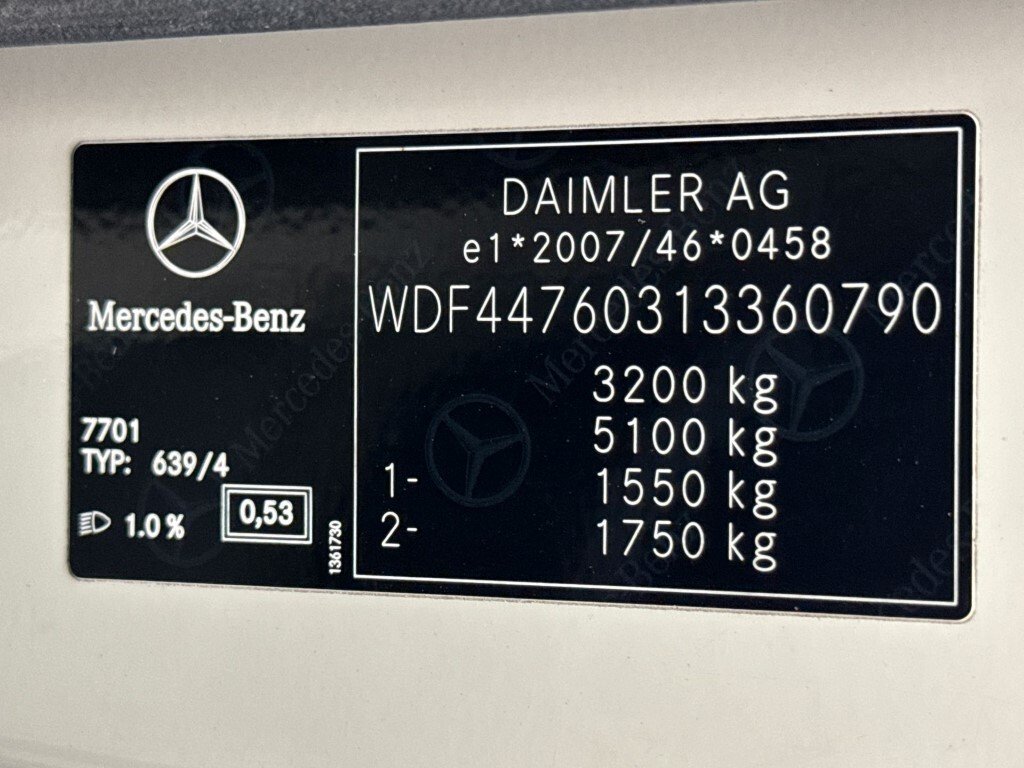 Mercedes-Benz
7701
TYP: 639/4
1.0 %
0,53
1361730
DAIMLER AG
e1*2007/46*0458
WDF44760313360790
3200 kg
5100 kg
1- 1550 kg
2- 1750 kg